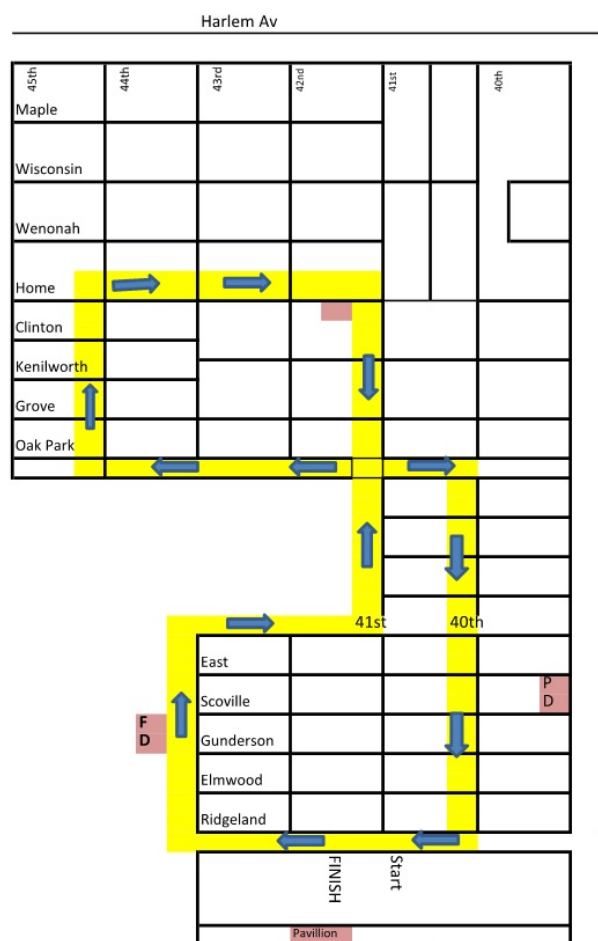 Harlem Av
45th
44th
43rd
42nd
41st
40th
Maple
Wisconsin
Wenonah
Home
Clinton
Kenilworth
Grove
Oak Park
41st
40th
East
Scoville
P
D
F
D
Gunderson
Elmwood
Ridgeland
FINISH
Start
Pavillion